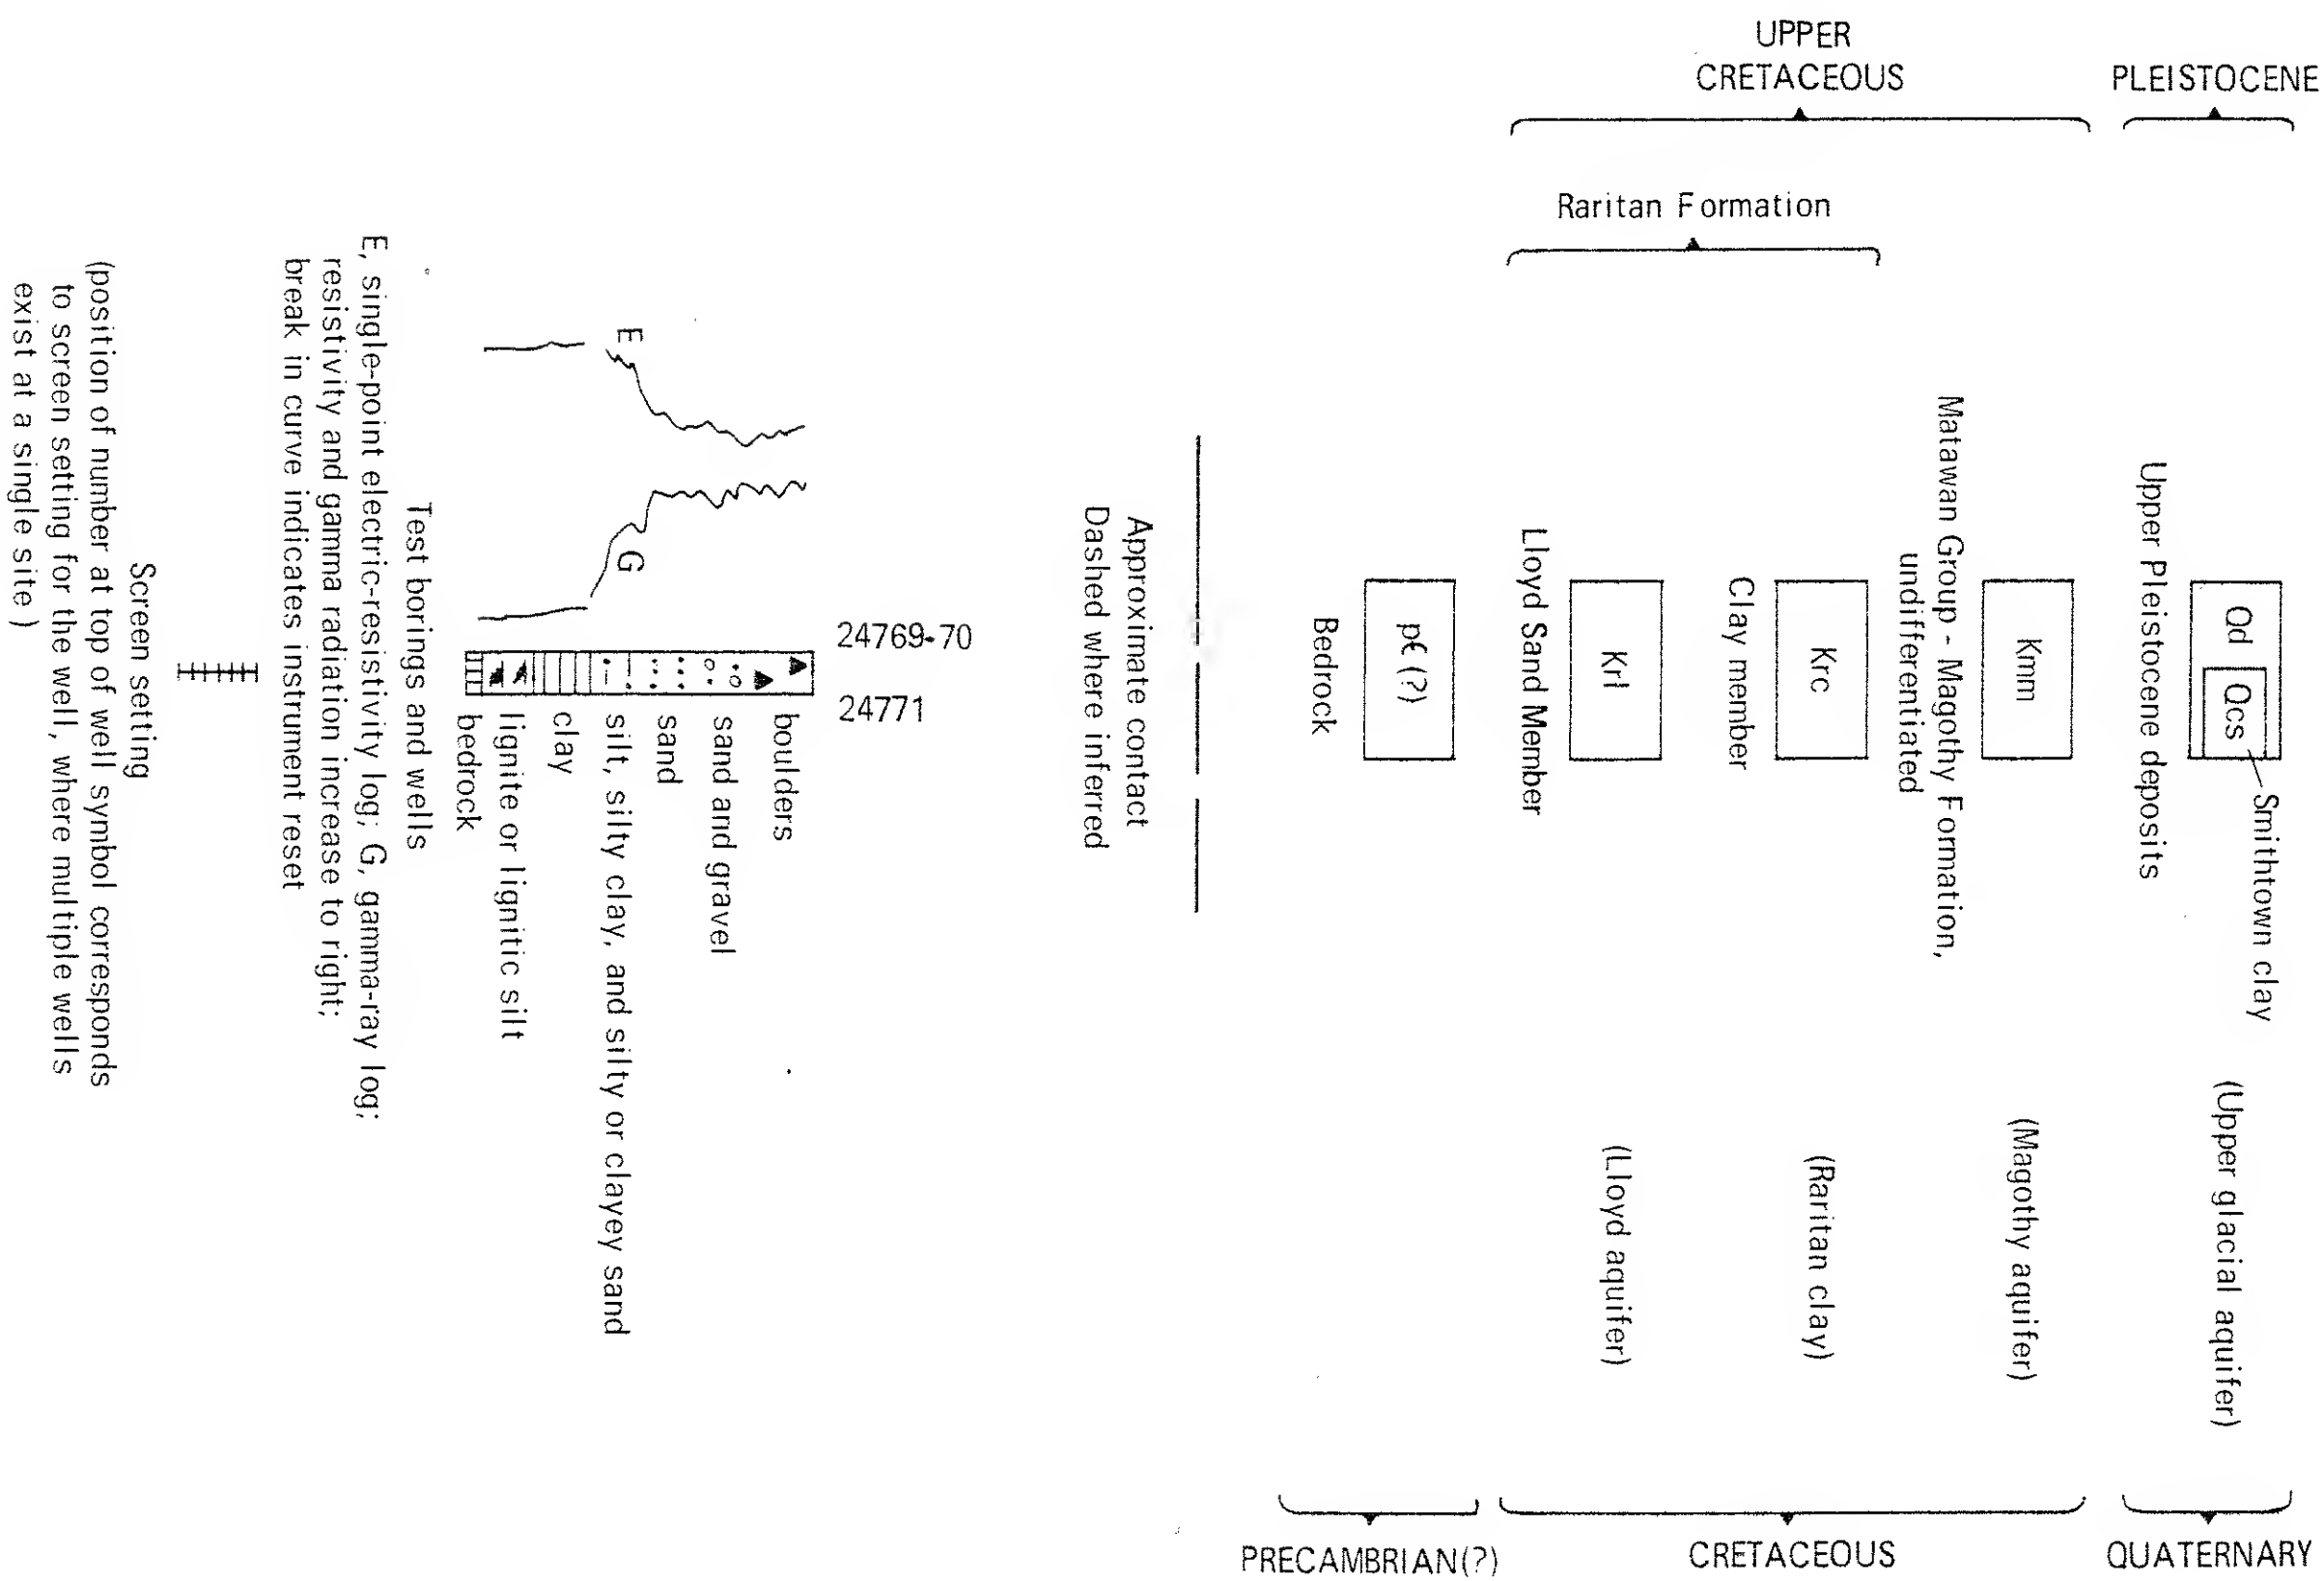 UPPER
CRETACEOUS
PLEISTOCENE
Raritan Formation
Qd
Qcs
Smithtown clay
Upper Pleistocene deposits
(Upper glacial aquifer)
Kmm
Matawan Group - Magothy Formation,
undifferentiated
(Magothy aquifer)
Krc
Clay member
(Raritan clay)
Krl
Lloyd Sand Member
(Lloyd aquifer)
p€ (?)
Bedrock
QUATERNARY
CRETACEOUS
PRECAMBRIAN(?)
Approximate contact
Dashed where inferred
24769-70
24771
E
G
boulders
sand and gravel
sand
silt, silty clay, and silty or clayey sand
clay
lignite or lignitic silt
bedrock
Test borings and wells
E, single-point electric-resistivity log; G, gamma-ray log;
resistivity and gamma radiation increase to right;
break in curve indicates instrument reset
Screen setting
(position of number at top of well symbol corresponds
to screen setting for the well, where multiple wells
exist at a single site )